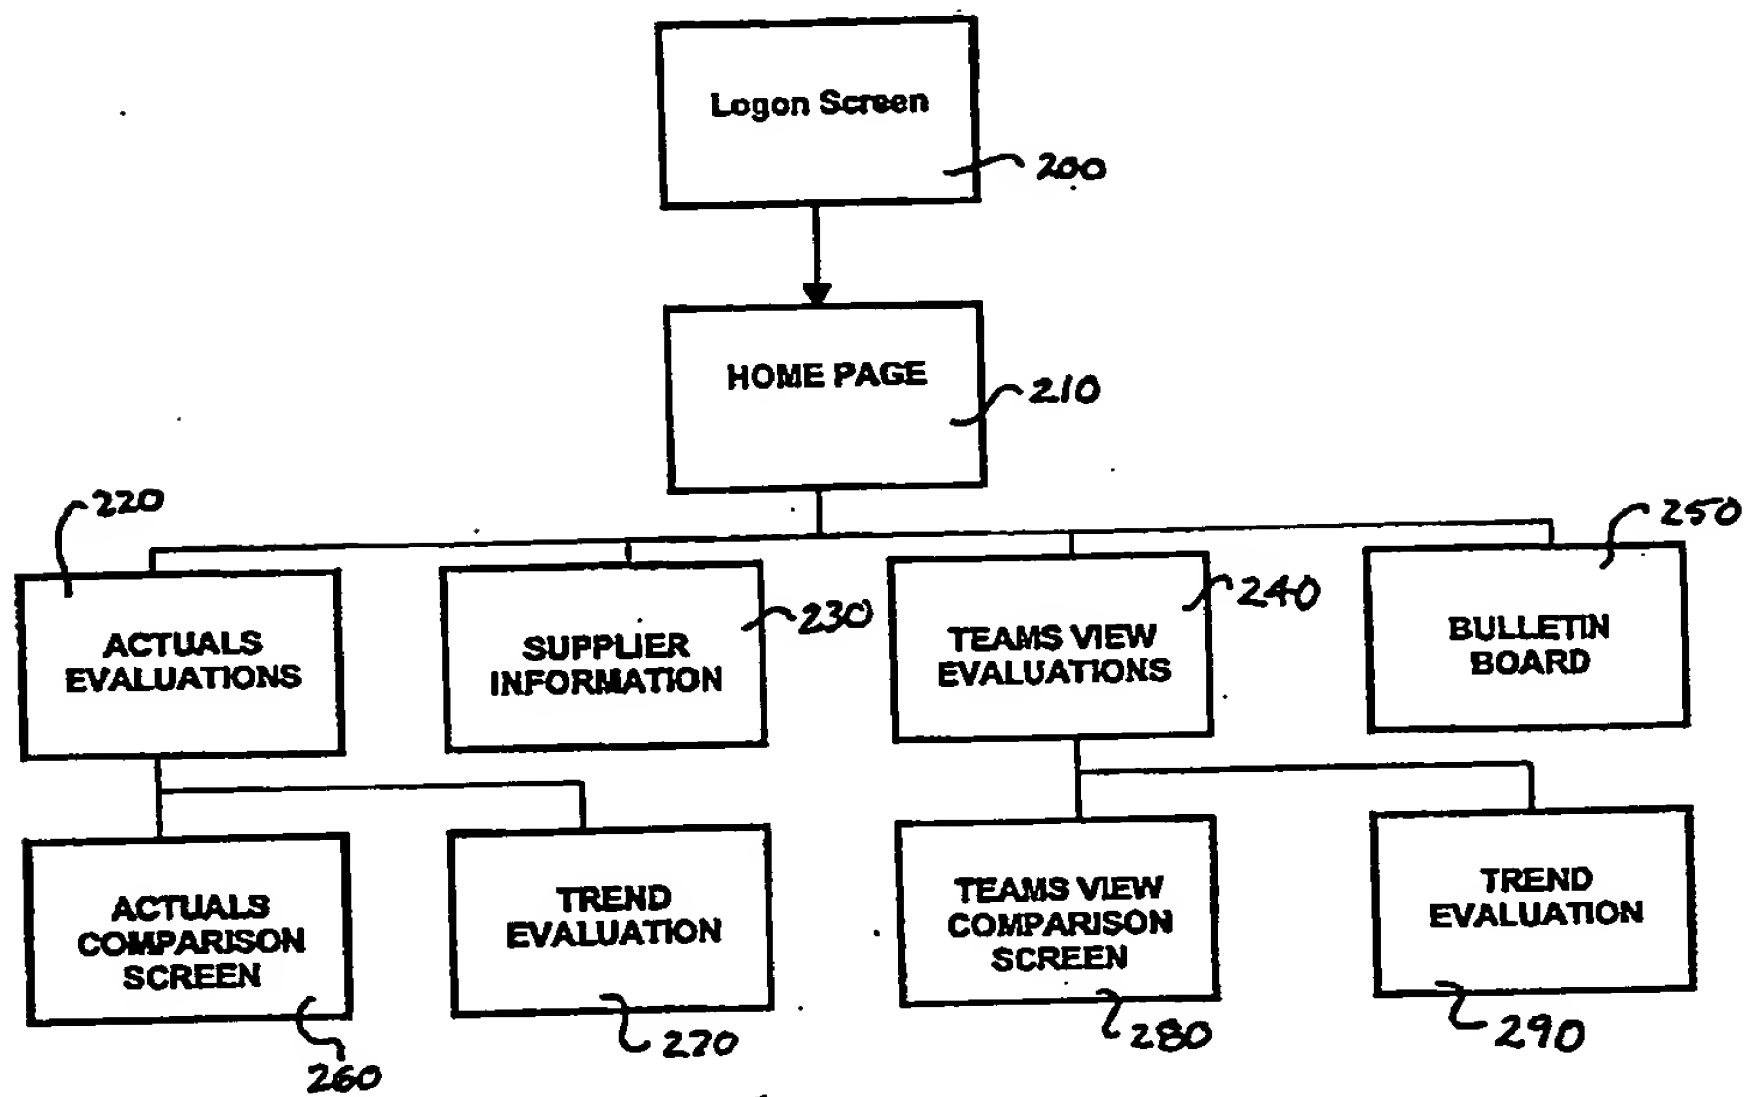 Logon Screen
200
HOME PAGE
210
220
250
ACTUALS
EVALUATIONS
SUPPLIER
INFORMATION
230
TEAMS VIEW
EVALUATIONS
240
BULLETIN
BOARD
ACTUALS
COMPARISON
SCREEN
260
TREND
EVALUATION
270
TEAMS VIEW
COMPARISON
SCREEN
280
TREND
EVALUATION
290